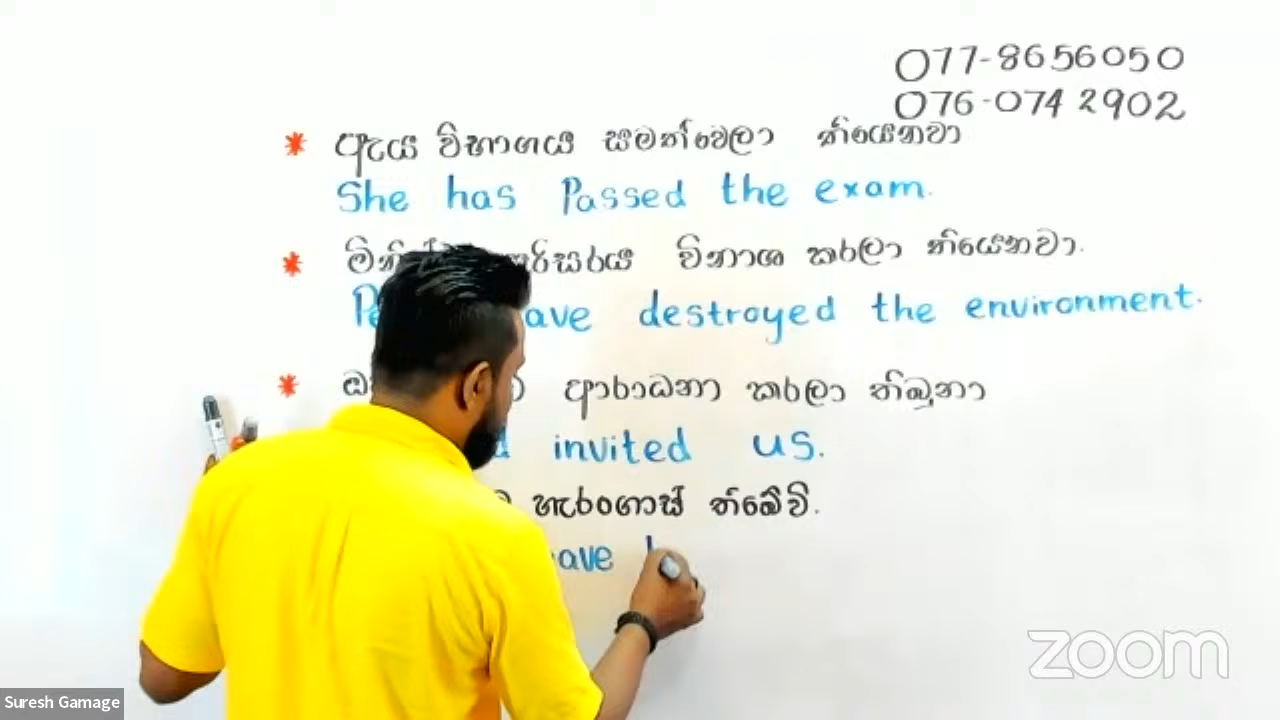 077-8656050
076-074 2902
* ඇය විභාගය සමත්වෙලා තියෙනවා
She has Passed the exam.
* විනාශ කරලා තියෙනවා.
destroyed the environment.
* ආරාධනා කරලා තිබුනා
invited us.
හැරගොස් තිබේවි.
zoom
Suresh Gamage